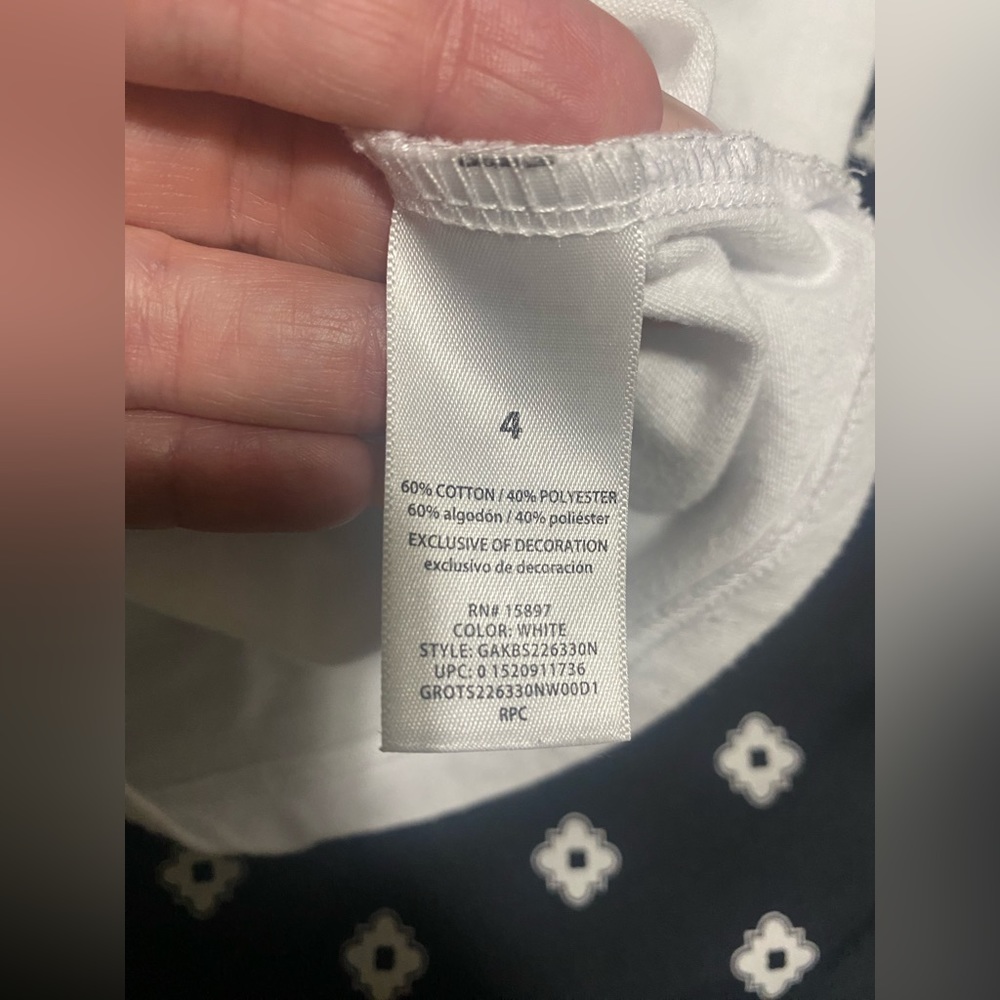 4
60% COTTON / 40% POLYESTER
60% algodón / 40% poliéster
EXCLUSIVE OF DECORATION
exclusivo de decoración
RN# 15897
COLOR: WHITE
STYLE: GAKBS226330N
UPC: 0 1520911736
GROTS226330NW00D1
RPC